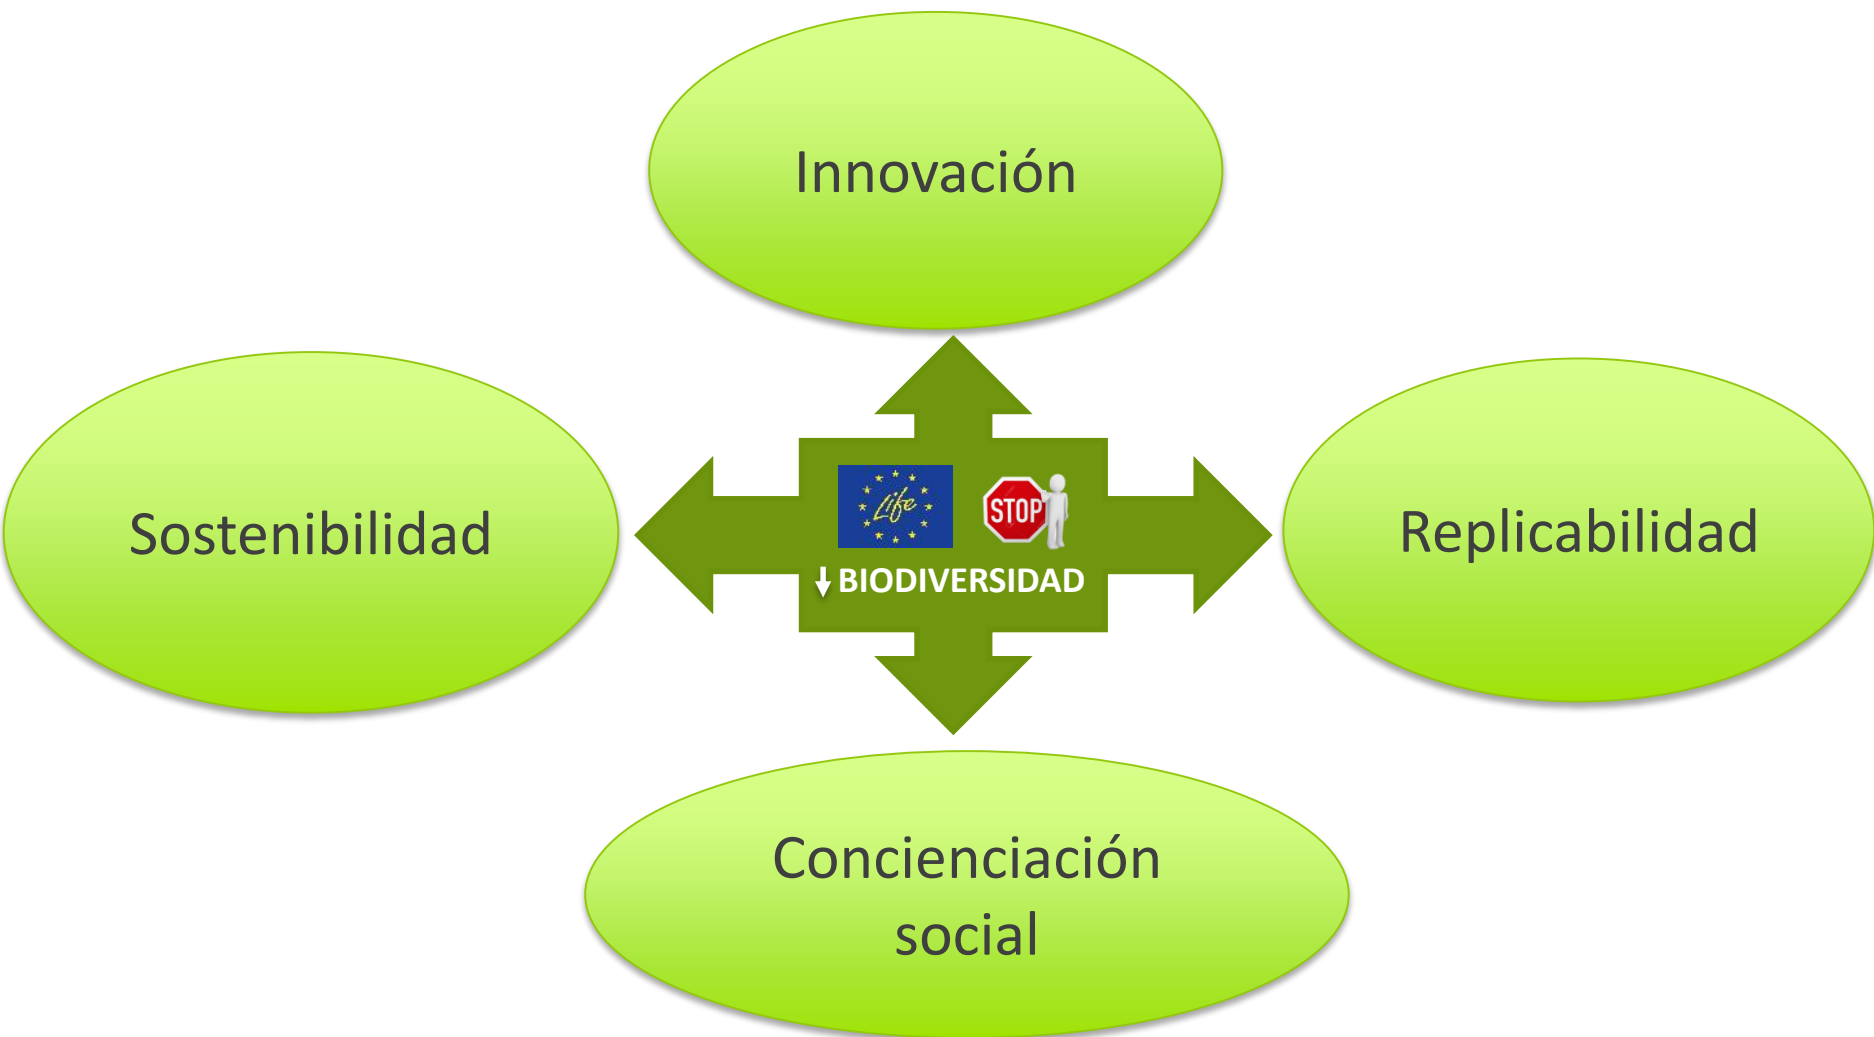 Innovación
Sostenibilidad
Life
STOP
↓ BIODIVERSIDAD
Replicabilidad
Concienciación
social